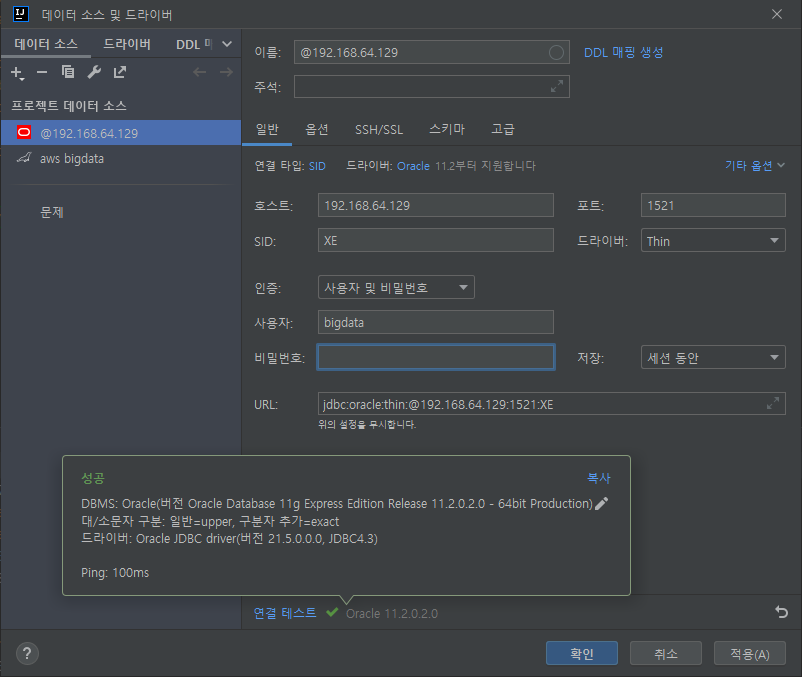 IJ 데이터 소스 및 드라이버
데이터 소스 드라이버 DDL
이름: @192.168.64.129 DDL 매핑 생성
주석:
프로젝트 데이터 소스
@192.168.64.129
aws bigdata
문제
일반 옵션 SSH/SSL 스키마 고급
연결 타입: SID 드라이버: Oracle 11.2부터 지원합니다 기타 옵션
호스트: 192.168.64.129 포트: 1521
SID: XE 드라이버: Thin
인증: 사용자 및 비밀번호
사용자: bigdata
비밀번호: 저장: 세션 동안
URL: jdbc:oracle:thin:@192.168.64.129:1521:XE
위의 설정을 무시합니다.
성공 복사
DBMS: Oracle(버전 Oracle Database 11g Express Edition Release 11.2.0.2.0 - 64bit Production)
대/소문자 구분: 일반=upper, 구분자 추가=exact
드라이버: Oracle JDBC driver(버전 21.5.0.0.0, JDBC4.3)
Ping: 100ms
연결 테스트 Oracle 11.2.0.2.0
? 확인 취소 적용(A)